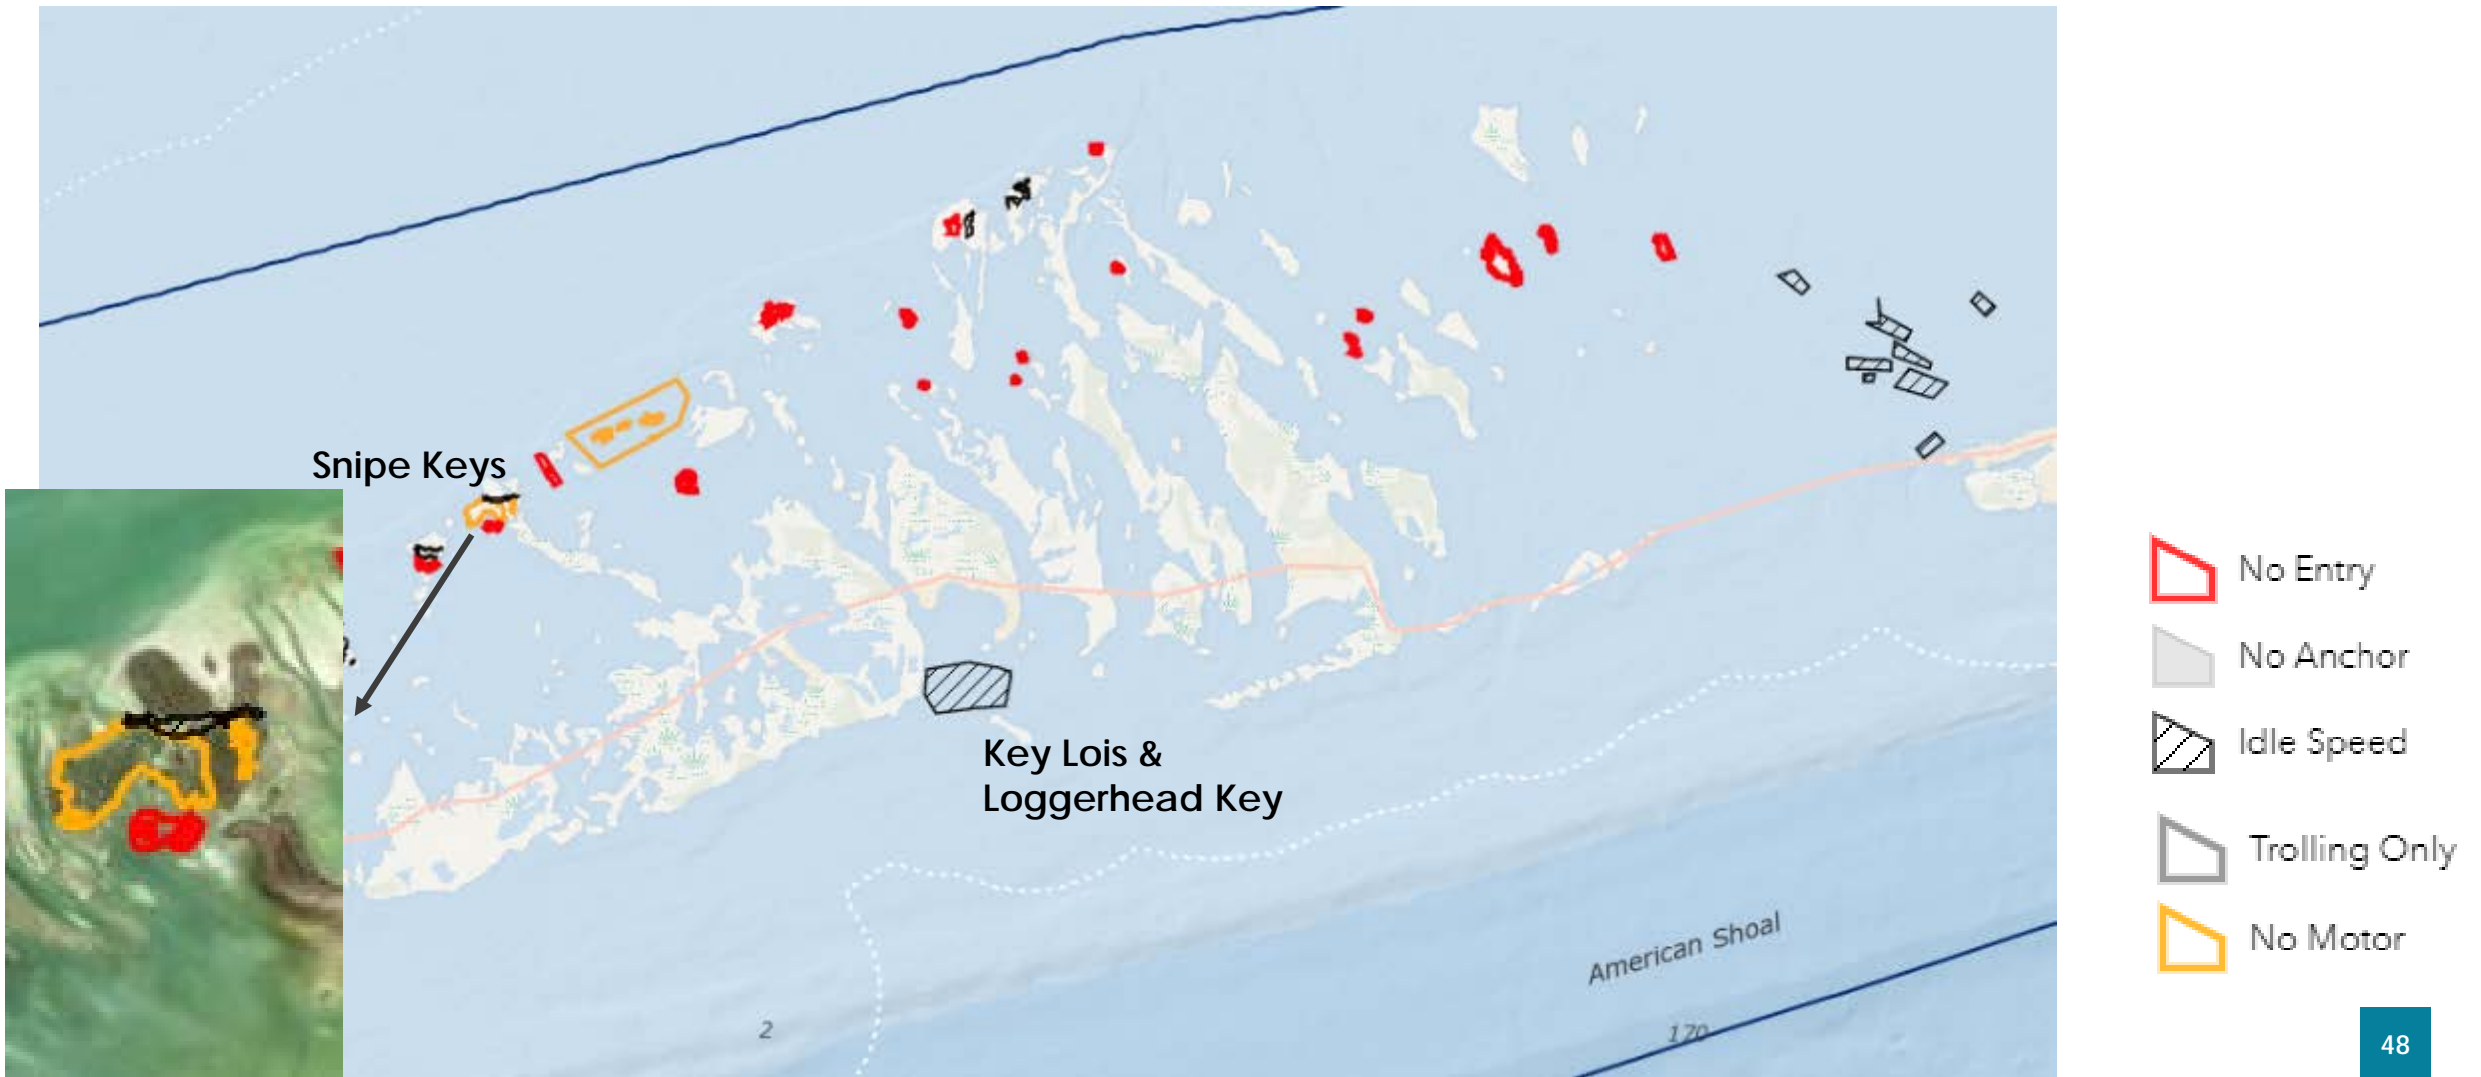 Snipe Keys
Key Lois &
Loggerhead Key
American Shoal
2
170
No Entry
No Anchor
Idle Speed
Trolling Only
No Motor
48